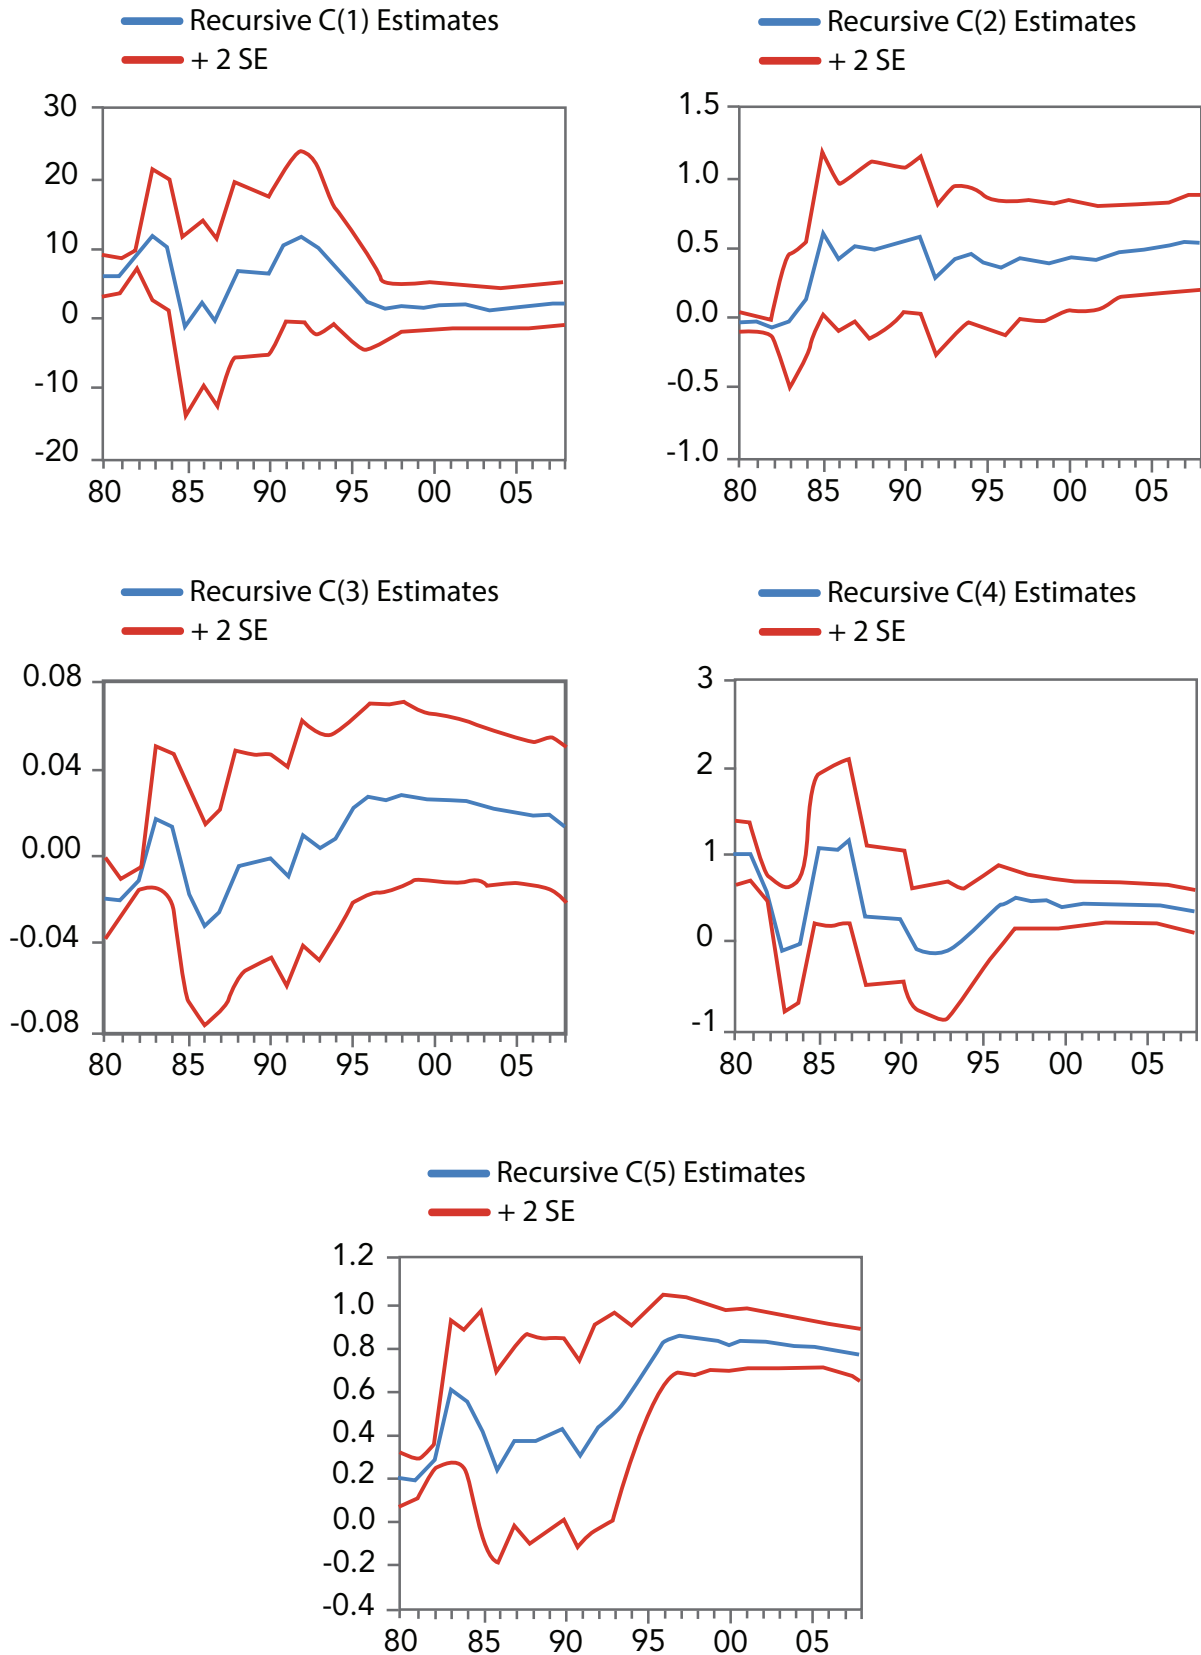 Recursive C(1) Estimates
+ 2 SE
30
20
10
0
-10
-20
80 85 90 95 00 05
Recursive C(2) Estimates
+ 2 SE
1.5
1.0
0.5
0.0
-0.5
-1.0
80 85 90 95 00 05
Recursive C(3) Estimates
+ 2 SE
0.08
0.04
0.00
-0.04
-0.08
80 85 90 95 00 05
Recursive C(4) Estimates
+ 2 SE
3
2
1
0
-1
80 85 90 95 00 05
Recursive C(5) Estimates
+ 2 SE
1.2
1.0
0.8
0.6
0.4
0.2
0.0
-0.2
-0.4
80 85 90 95 00 05